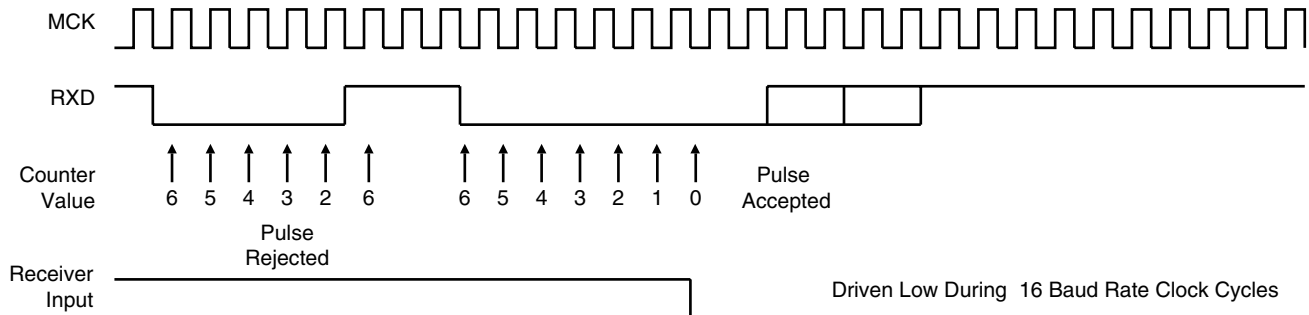 MCK
RXD
Counter
Value
6 5 4 3 2 6 6 5 4 3 2 1 0
Pulse
Accepted
Pulse
Rejected
Receiver
Input
Driven Low During 16 Baud Rate Clock Cycles